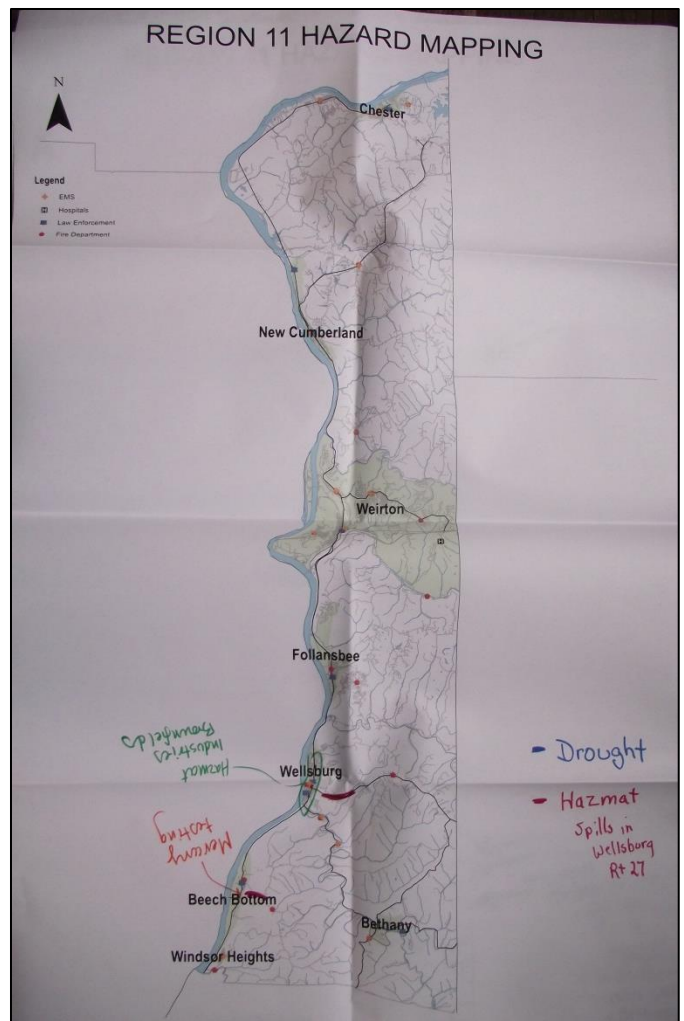 REGION 11 HAZARD MAPPING
N
Chester
Legend
EMS
Hospitals
Law Enforcement
Fire Department
New Cumberland
H
Weirton
Follansbee
Hazmat
Industries
Brownfields
Wellsburg
- Drought
- Hazmat
Spills in
Wellsburg
Rt 27
Mercury
testing
Beech Bottom
Bethany
Windsor Heights